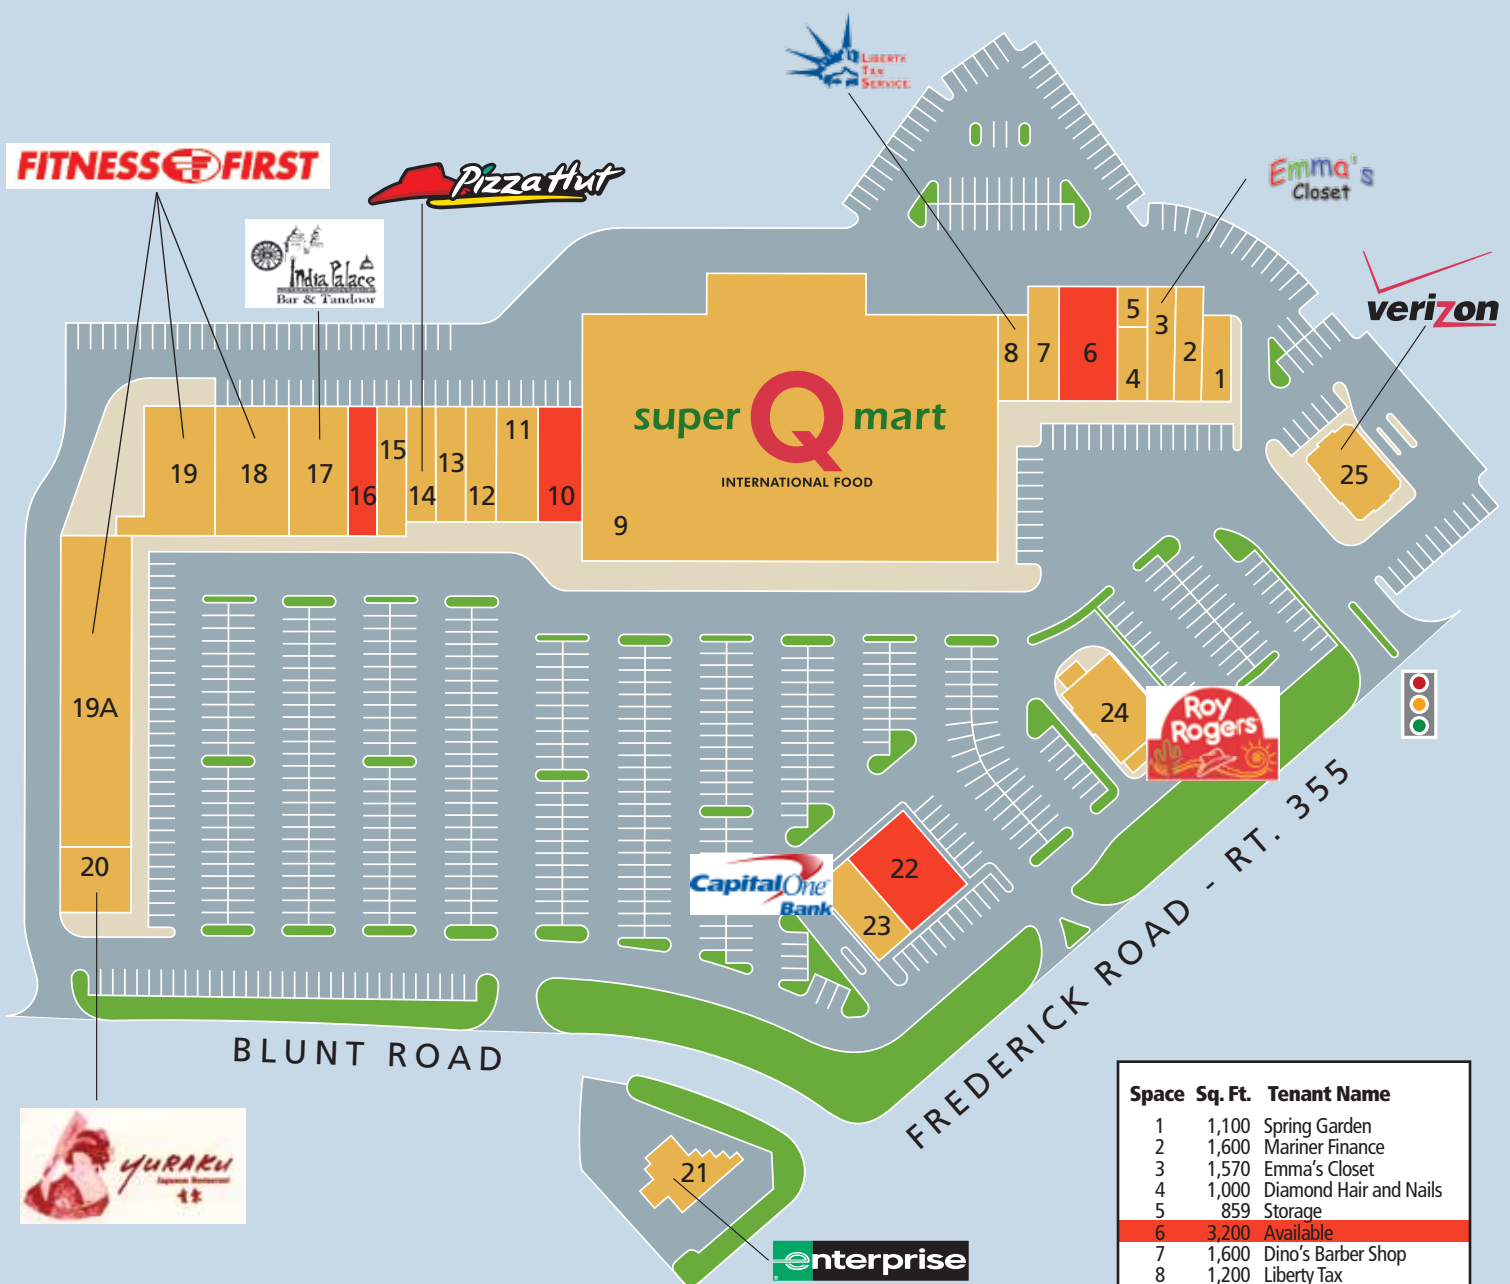 LIBERTY
TAX
SERVICE
FITNESS FIRST
Pizza Hut
Emma's
Closet
India Palace
Bar & Tandoor
verizon
5
3
8
7
6
2
4
1
super Q mart
INTERNATIONAL FOOD
9
11
15
13
19
18
17
16
14
12
10
25
19A
24
Roy
Rogers
20
22
CapitalOne
Bank
23
FREDERICK ROAD - RT. 355
BLUNT ROAD
YURAKU
Japanese Restaurant
21
enterprise
Space Sq. Ft. Tenant Name
1 1,100 Spring Garden
2 1,600 Mariner Finance
3 1,570 Emma's Closet
4 1,000 Diamond Hair and Nails
5 859 Storage
6 3,200 Available
7 1,600 Dino's Barber Shop
8 1,200 Liberty Tax